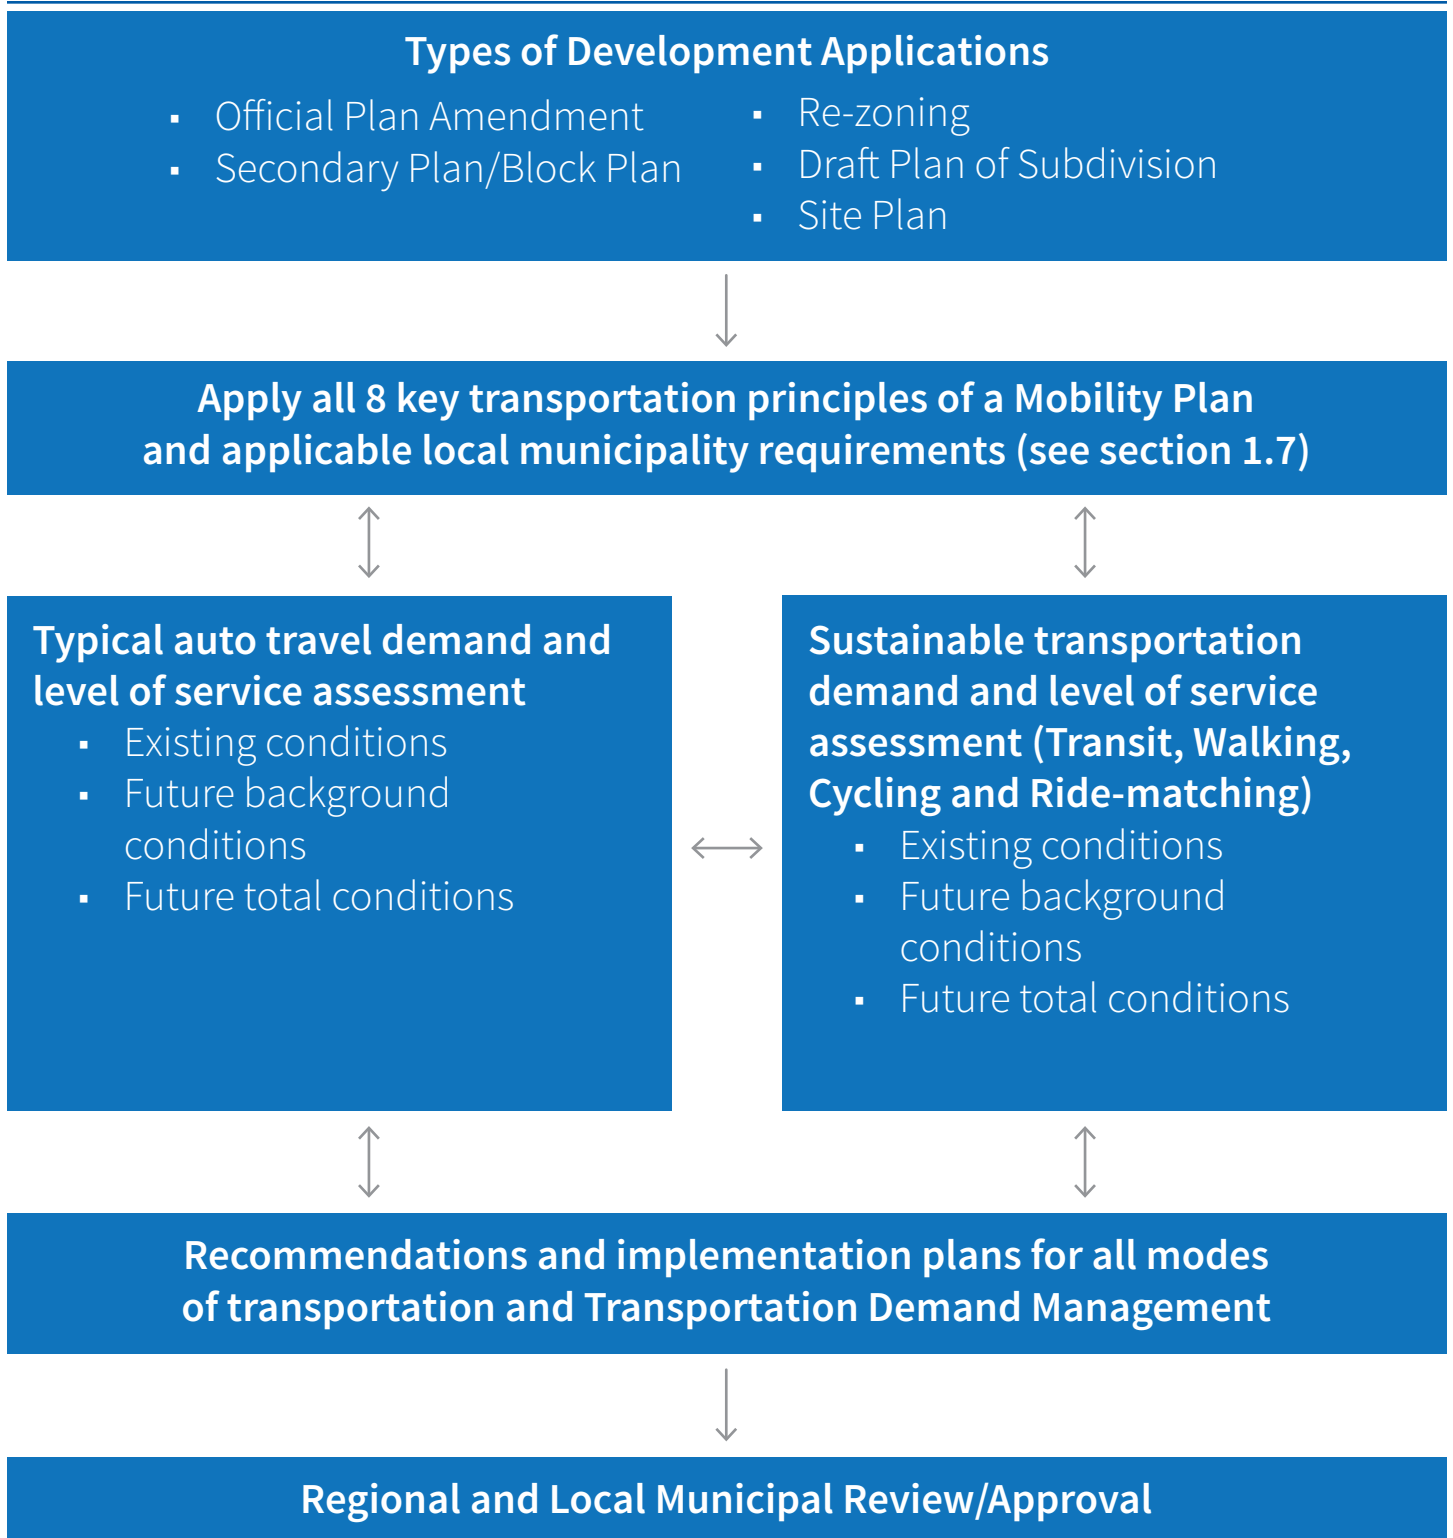 Types of Development Applications
▪ Official Plan Amendment
▪ Secondary Plan/Block Plan
▪ Re-zoning
▪ Draft Plan of Subdivision
▪ Site Plan
Apply all 8 key transportation principles of a Mobility Plan
and applicable local municipality requirements (see section 1.7)
Typical auto travel demand and
level of service assessment
▪ Existing conditions
▪ Future background
conditions
▪ Future total conditions
Sustainable transportation
demand and level of service
assessment (Transit, Walking,
Cycling and Ride-matching)
▪ Existing conditions
▪ Future background
conditions
▪ Future total conditions
Recommendations and implementation plans for all modes
of transportation and Transportation Demand Management
Regional and Local Municipal Review/Approval